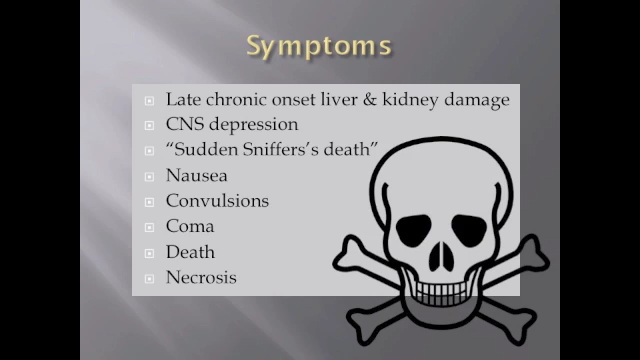 Symptoms
Late chronic onset liver & kidney damage
CNS depression
“Sudden Sniffers’s death”
Nausea
Convulsions
Coma
Death
Necrosis